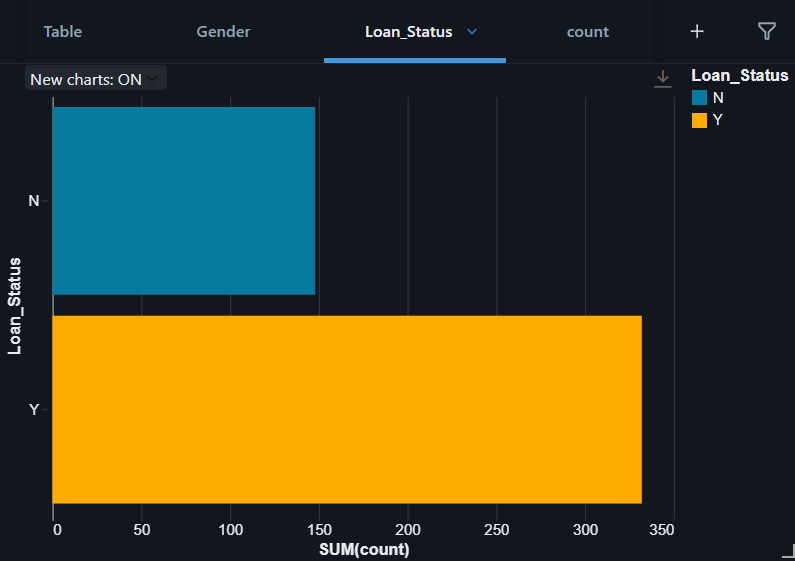 Table Gender Loan_Status count
New charts: ON
Loan_Status
N
Y
N
Loan_Status
Y
0 50 100 150 200 250 300 350
SUM(count)